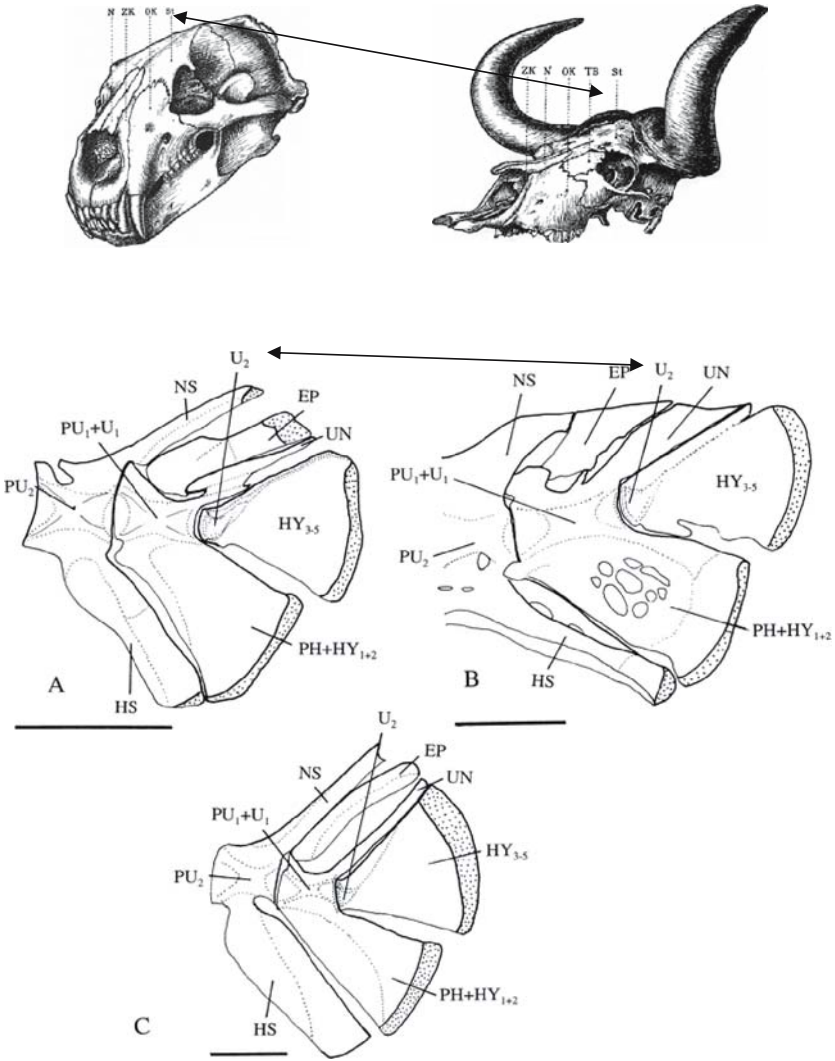 N ZK OK St
ZK N OK TB St
U2
NS
EP
UN
PU1+U1
PU2
HY3-5
PH+HY1+2
HS
A
NS
EP
U2
UN
PU1+U1
HY3-5
PU2
PH+HY1+2
HS
B
U2
NS
EP
UN
PU1+U1
HY3-5
PU2
PH+HY1+2
HS
C